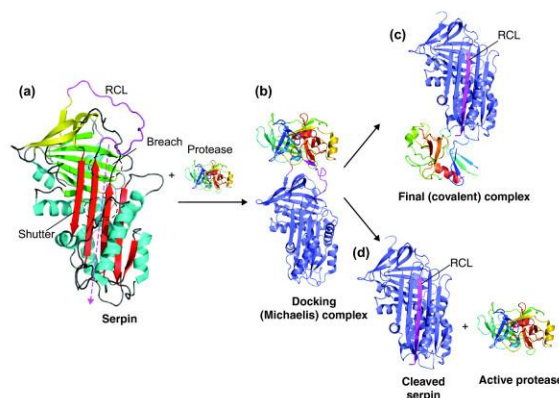 (a)
RCL
Breach
Shutter
Serpin
+
Protease
(b)
Docking
(Michaelis) complex
(c)
RCL
Final (covalent) complex
(d)
RCL
Cleaved
serpin
+
Active protease